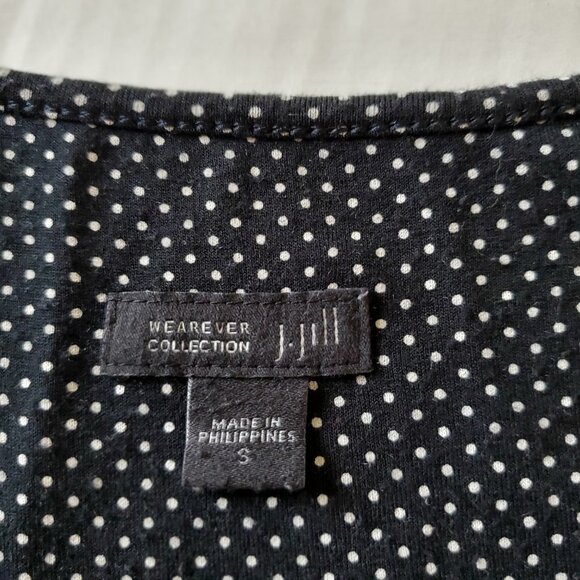 WEAREVER
COLLECTION
J.Jill
MADE IN
PHILIPPINES
S